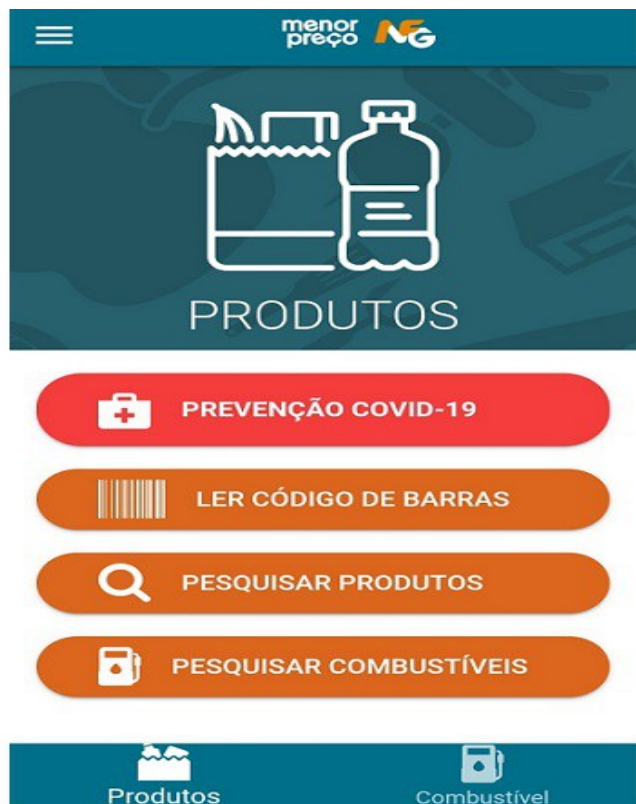 menor
preço NFG
PRODUTOS
PREVENÇÃO COVID-19
LER CÓDIGO DE BARRAS
PESQUISAR PRODUTOS
PESQUISAR COMBUSTÍVEIS
Produtos Combustível